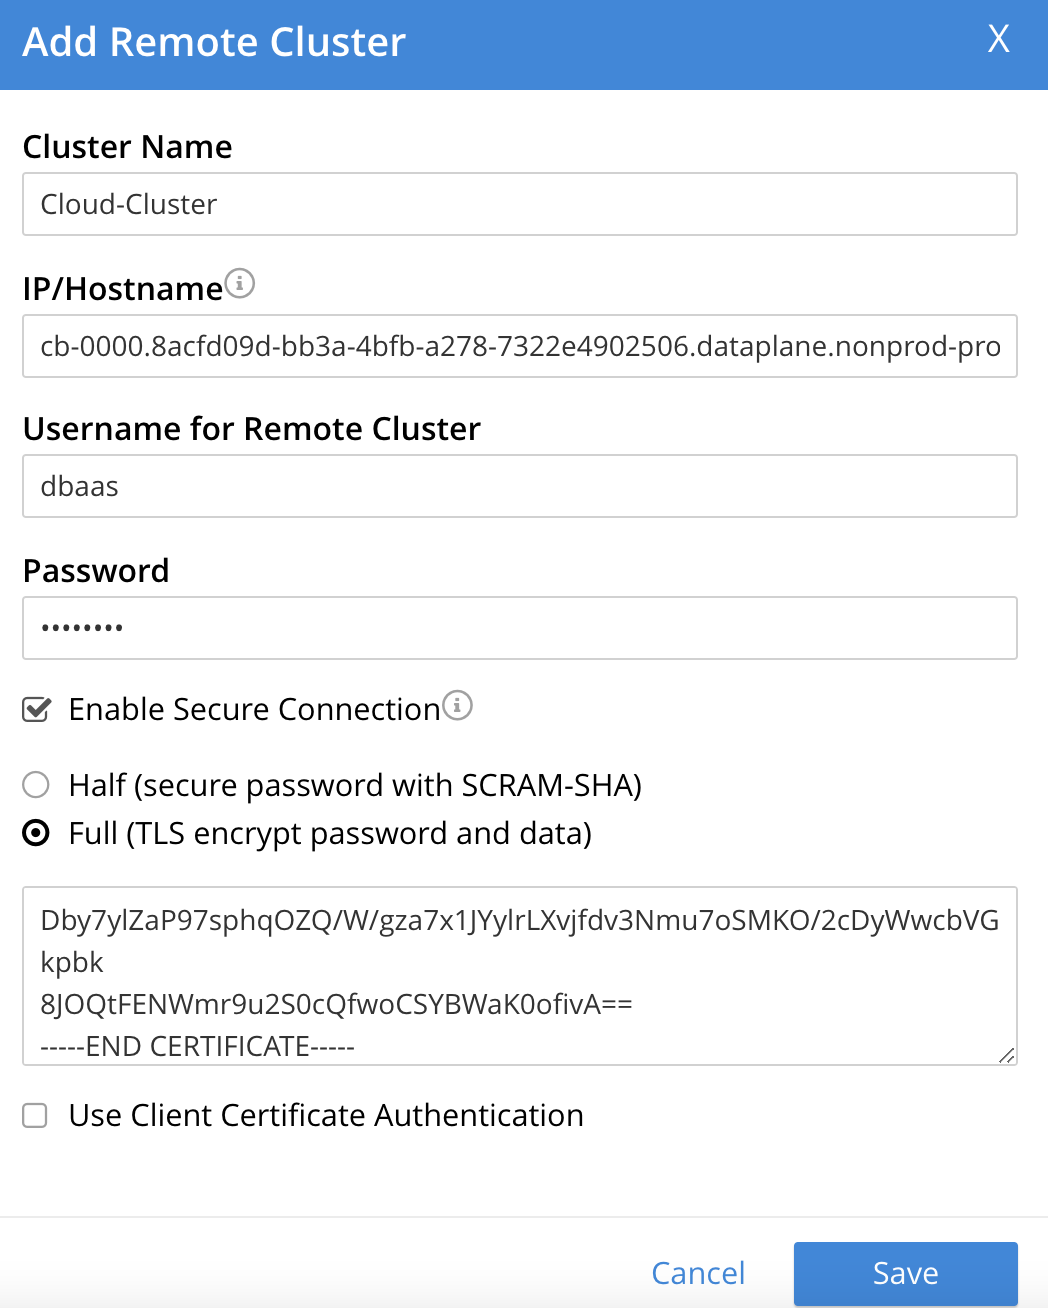 Add Remote Cluster X
Cluster Name
Cloud-Cluster
IP/Hostname
cb-0000.8acfd09d-bb3a-4bfb-a278-7322e4902506.dataplane.nonprod-pro
Username for Remote Cluster
dbaas
Password
••••••••
Enable Secure Connection
Half (secure password with SCRAM-SHA)
Full (TLS encrypt password and data)
Dby7ylZaP97sphqOZQ/W/gza7x1JYylrLXvjfdv3Nmu7oSMKO/2cDyWwcbVG
kpbk
8JOQtFENWmr9u2S0cQfwoCSYBWaK0ofivA==
-----END CERTIFICATE-----
Use Client Certificate Authentication
Cancel Save